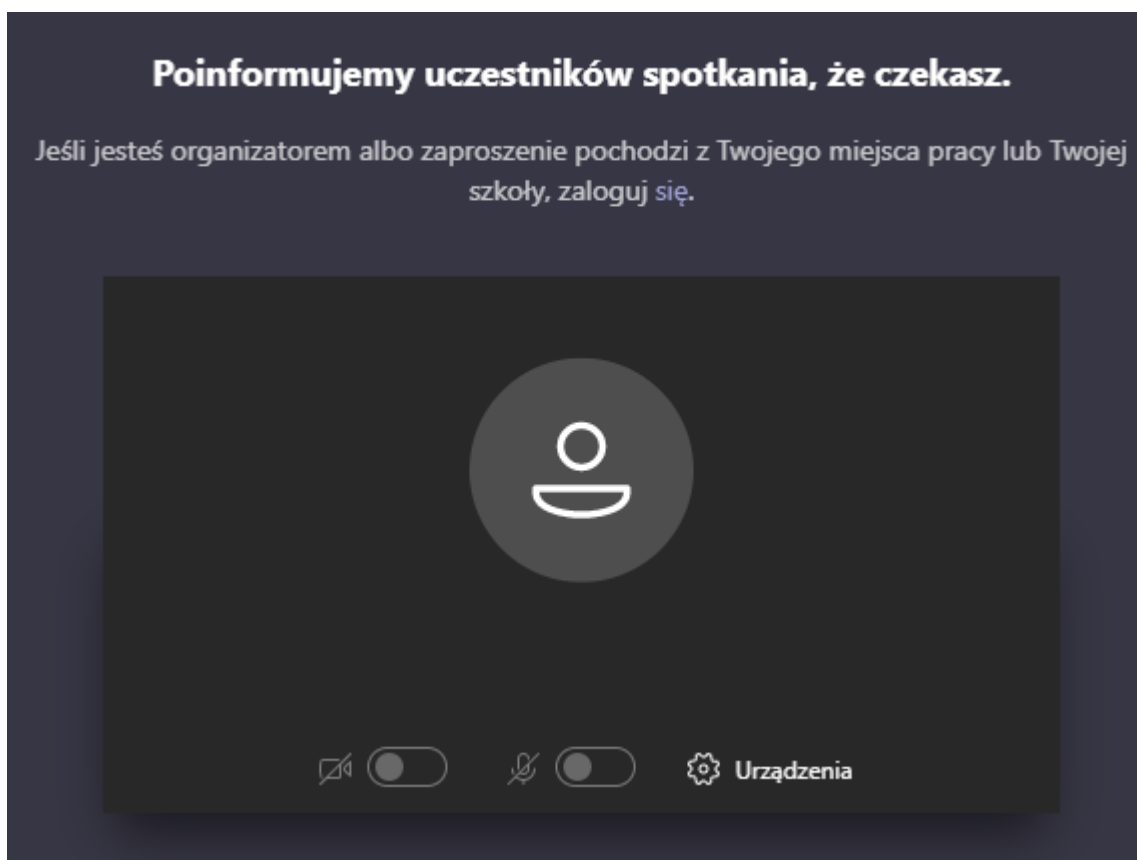 Poinformujemy uczestników spotkania, że czekasz.
Jeśli jesteś organizatorem albo zaproszenie pochodzi z Twojego miejsca pracy lub Twojej
szkoły, zaloguj się.
Urządzenia